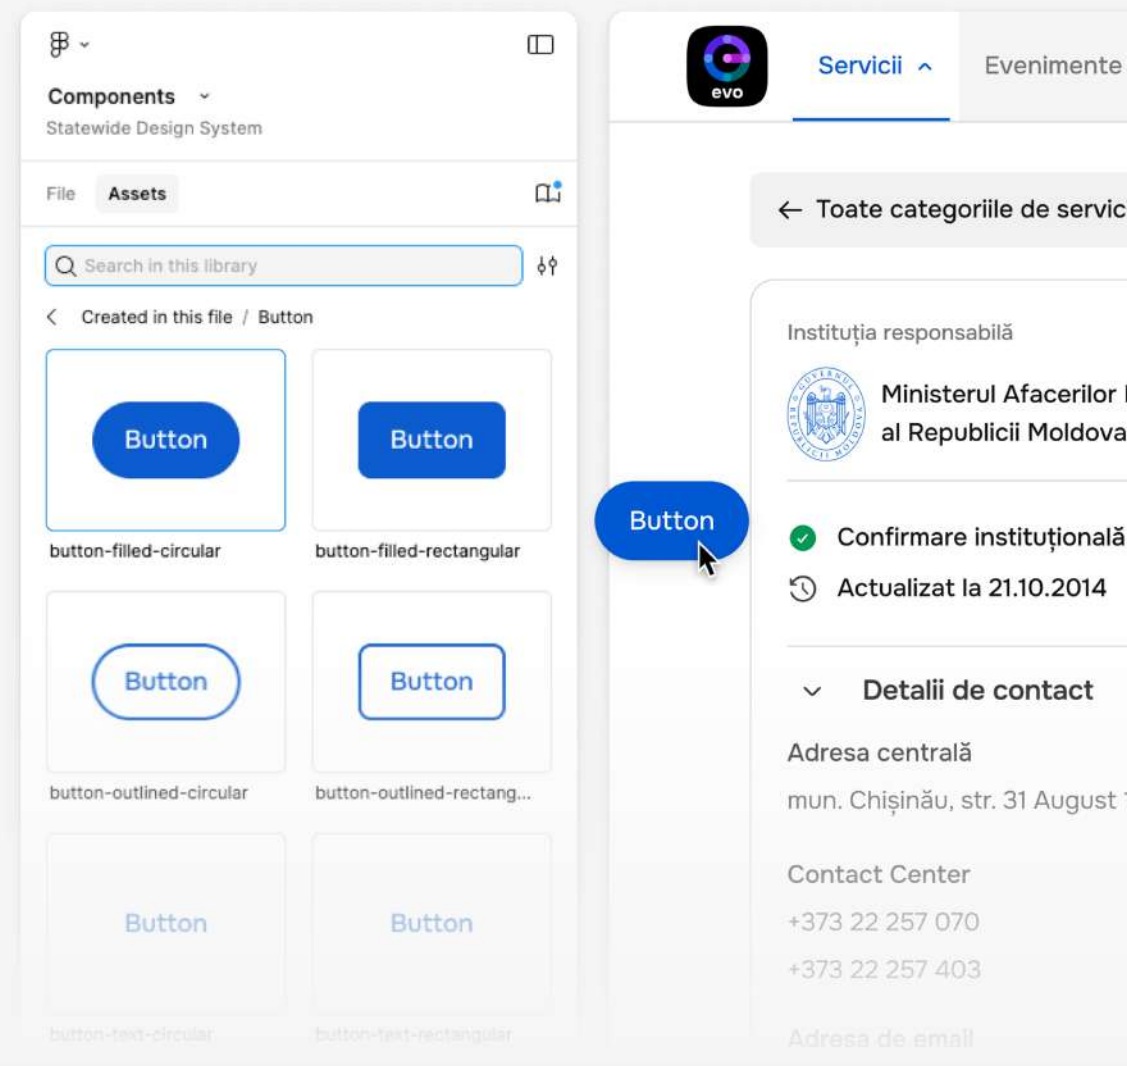 Components
Statewide Design System
File
Assets
Search in this library
Created in this file / Button
Button
Button
button-filled-circular
button-filled-rectangular
Button
Button
button-outlined-circular
button-outlined-rectang...
Button
Button
button-text-circular
button-text-rectangular
Button
evo
Servicii
Evenimente
Toate categoriile de servic
Instituția responsabilă
GUVERNUL REPUBLICII MOLDOVA
Ministerul Afacerilor
al Republicii Moldova
Confirmare instituțională
Actualizat la 21.10.2014
Detalii de contact
Adresa centrală
mun. Chișinău, str. 31 August
Contact Center
+373 22 257 070
+373 22 257 403
Adresa de email